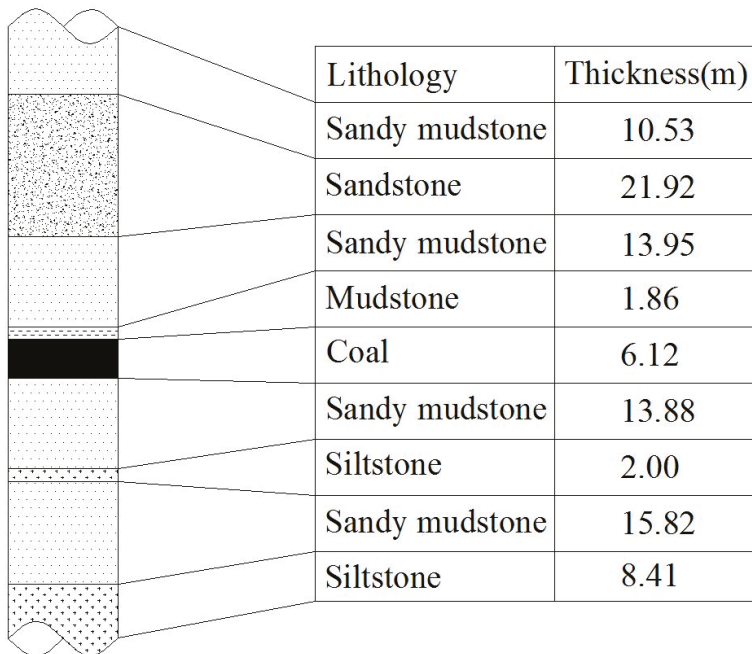 Lithology Thickness(m)
Sandy mudstone 10.53
Sandstone 21.92
Sandy mudstone 13.95
Mudstone 1.86
Coal 6.12
Sandy mudstone 13.88
Siltstone 2.00
Sandy mudstone 15.82
Siltstone 8.41